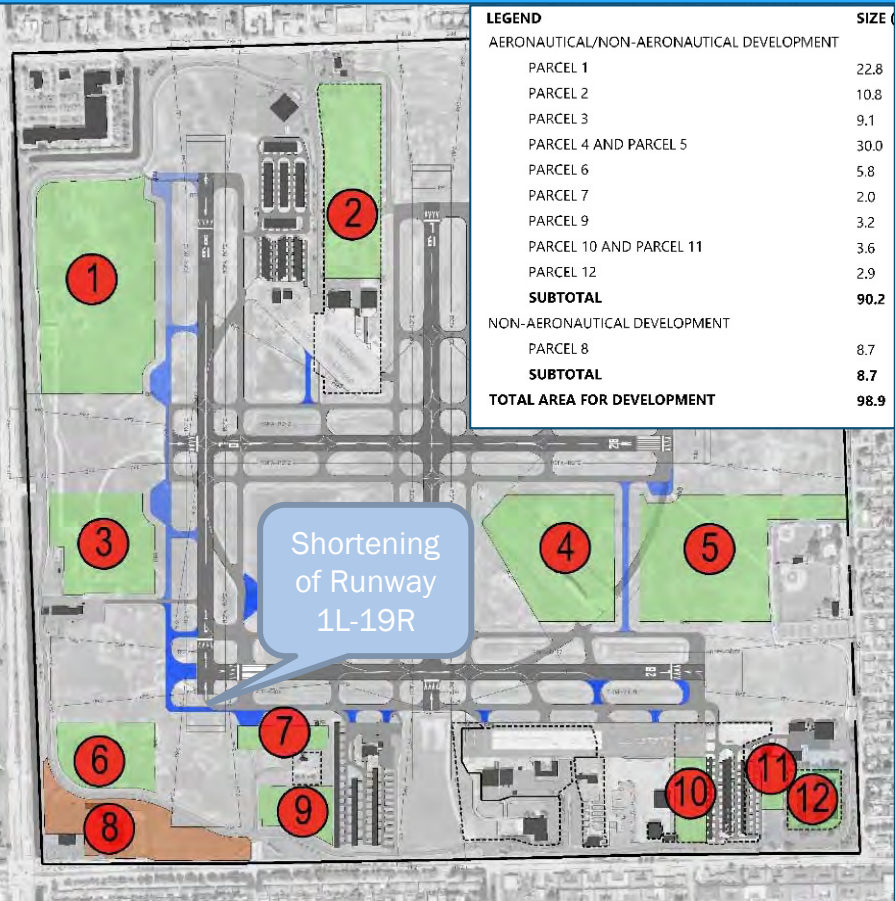 LEGEND SIZE (
AERONAUTICAL/NON-AERONAUTICAL DEVELOPMENT
PARCEL 1 22.8
PARCEL 2 10.8
PARCEL 3 9.1
PARCEL 4 AND PARCEL 5 30.0
PARCEL 6 5.8
PARCEL 7 2.0
PARCEL 9 3.2
PARCEL 10 AND PARCEL 11 3.6
PARCEL 12 2.9
SUBTOTAL 90.2
NON-AERONAUTICAL DEVELOPMENT
PARCEL 8 8.7
SUBTOTAL 8.7
TOTAL AREA FOR DEVELOPMENT 98.9
1
2
3
4
5
Shortening
of Runway
1L-19R
6
7
8
9
10
11
12